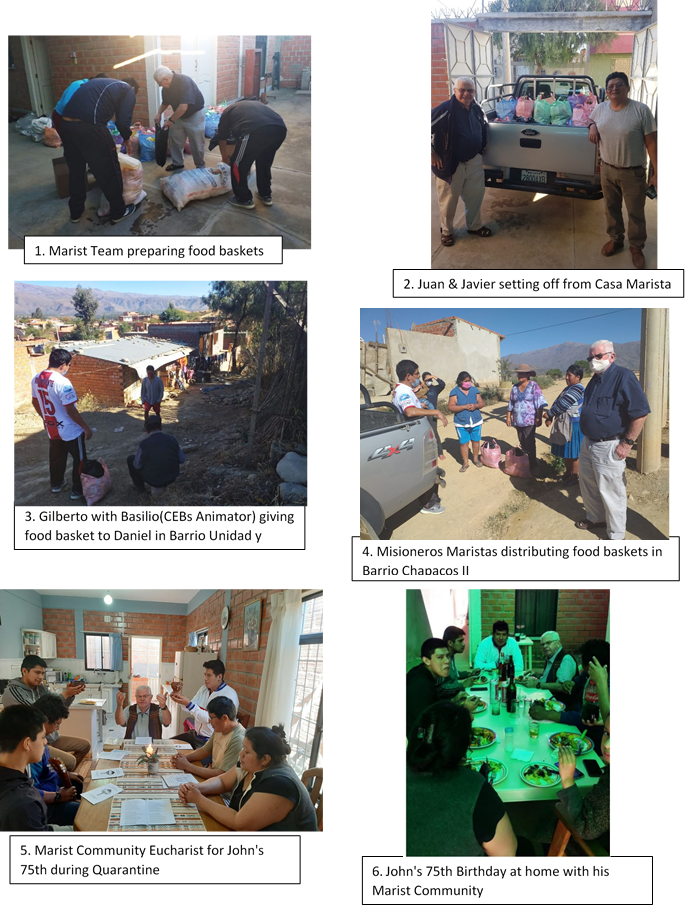 1. Marist Team preparing food baskets
2. Juan & Javier setting off from Casa Marista
3. Gilberto with Basilio(CEBs Animator) giving
food basket to Daniel in Barrio Unidad y
4. Misioneros Maristas distributing food baskets in
Barrio Chapacos II
15
4x4
5. Marist Community Eucharist for John's
75th during Quarantine
6. John's 75th Birthday at home with his
Marist Community